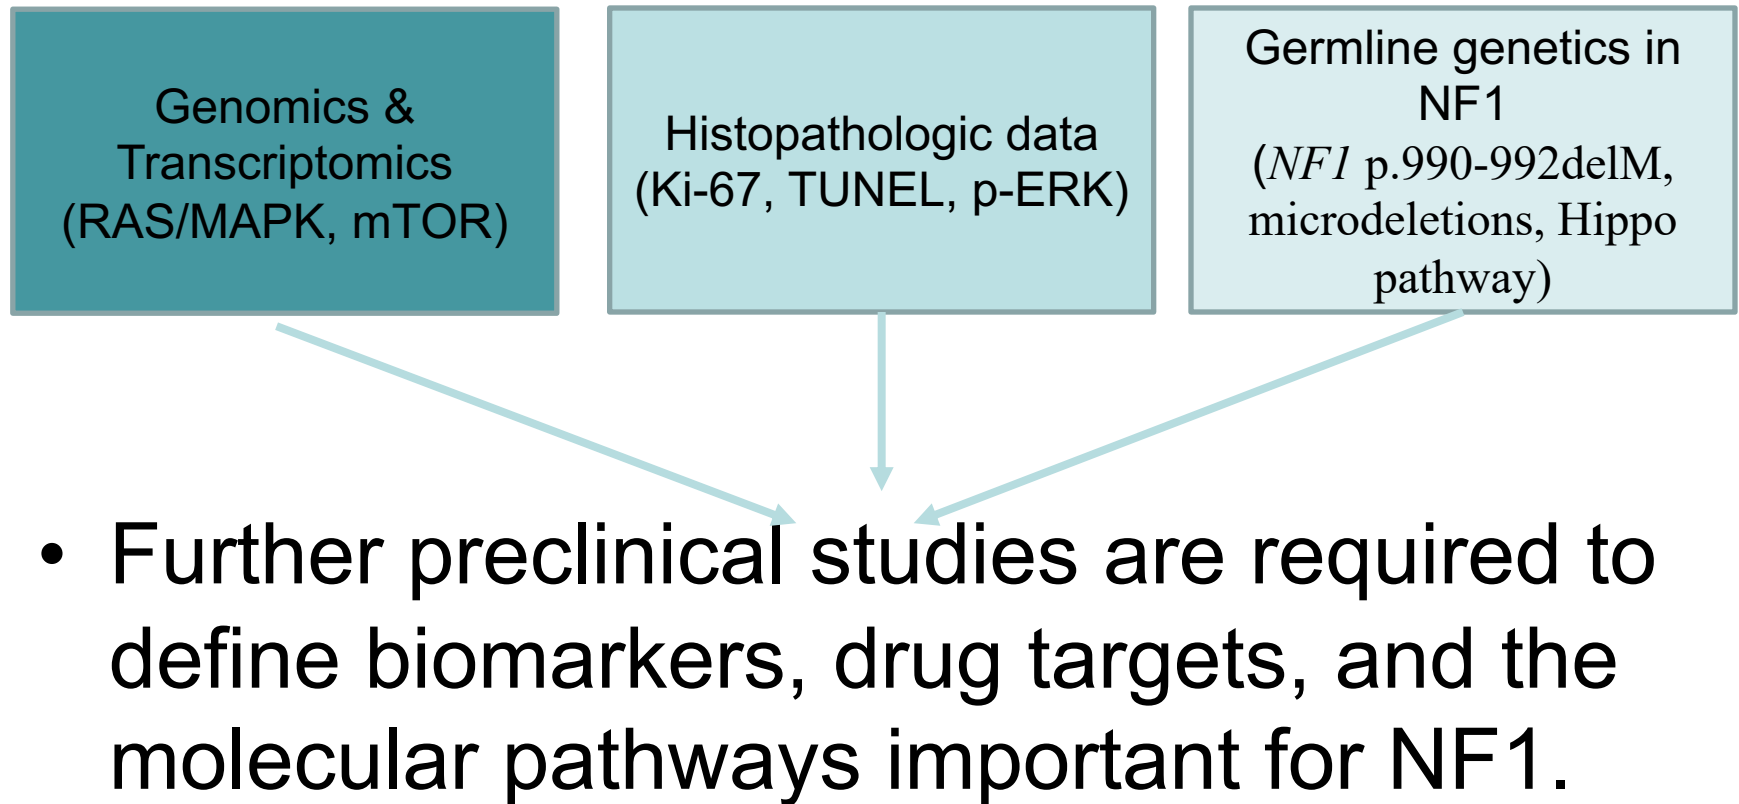 Genomics &
Transcriptomics
(RAS/MAPK, mTOR)
Histopathologic data
(Ki-67, TUNEL, p-ERK)
Germline genetics in
NF1
(NF1 p.990-992delM,
microdeletions, Hippo
pathway)
• Further preclinical studies are required to
define biomarkers, drug targets, and the
molecular pathways important for NF1.